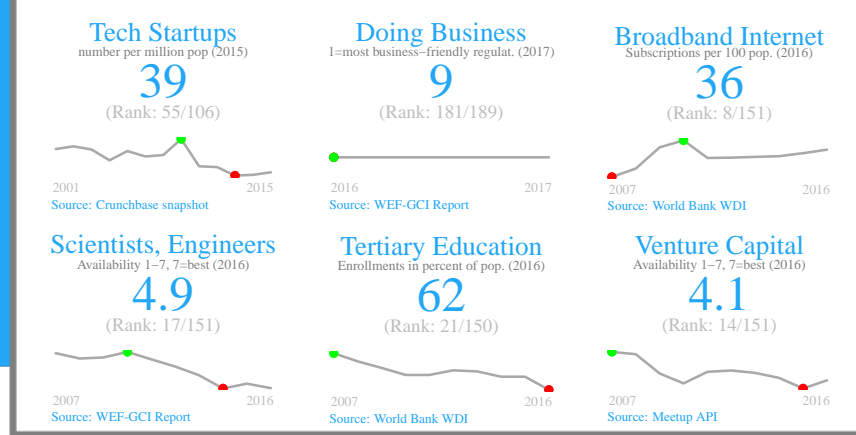 Tech Startups
number per million pop (2015)
39
(Rank: 55/106)
2001 2015
Source: Crunchbase snapshot
Doing Business
1=most business–friendly regulat. (2017)
9
(Rank: 181/189)
2016 2017
Source: WEF-GCI Report
Broadband Internet
Subscriptions per 100 pop. (2016)
36
(Rank: 8/151)
2007 2016
Source: World Bank WDI
Scientists, Engineers
Availability 1–7, 7=best (2016)
4.9
(Rank: 17/151)
2007 2016
Source: WEF-GCI Report
Tertiary Education
Enrollments in percent of pop. (2016)
62
(Rank: 21/150)
2007 2016
Source: World Bank WDI
Venture Capital
Availability 1–7, 7=best (2016)
4.1
(Rank: 14/151)
2007 2016
Source: Meetup API